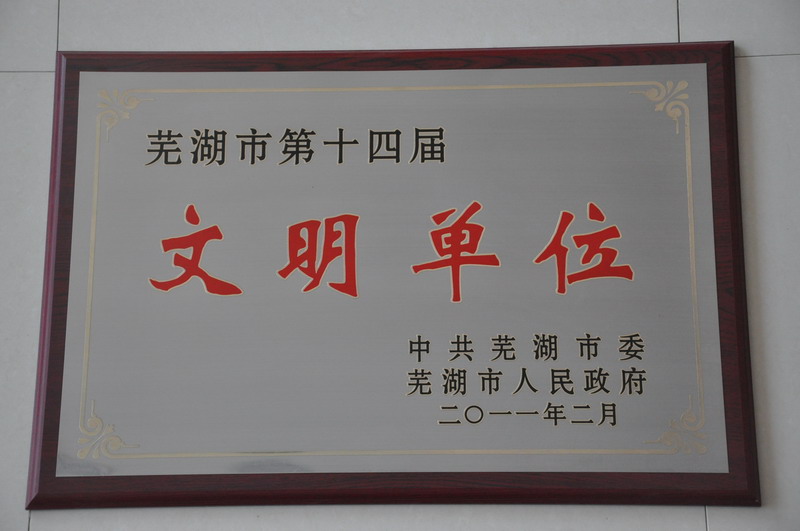 芜湖市第十四届
文明单位
中共芜湖市委
芜湖市人民政府
二〇一一年二月